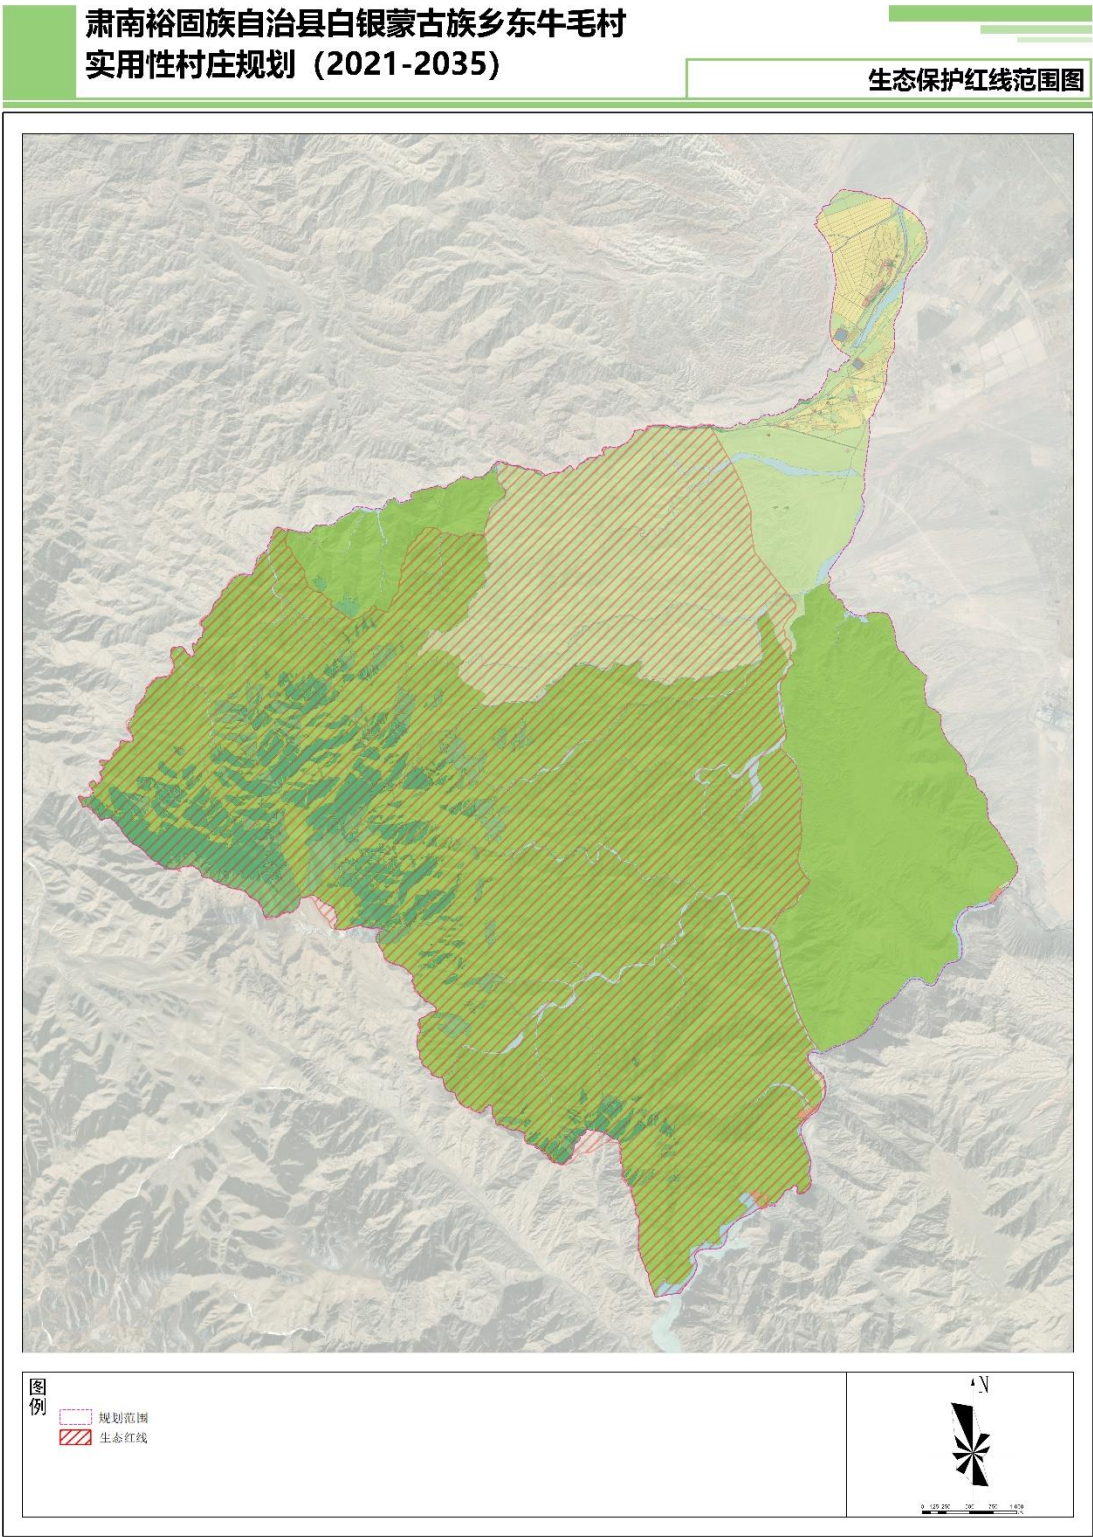 肃南裕固族自治县白银蒙古族乡东牛毛村
实用性村庄规划（2021-2035）
生态保护红线范围图
图例
规划范围
生态红线
N